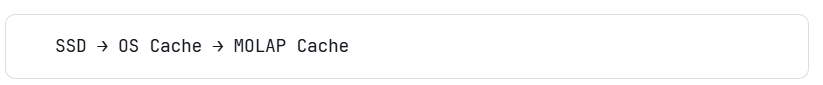 SSD → OS Cache → MOLAP Cache